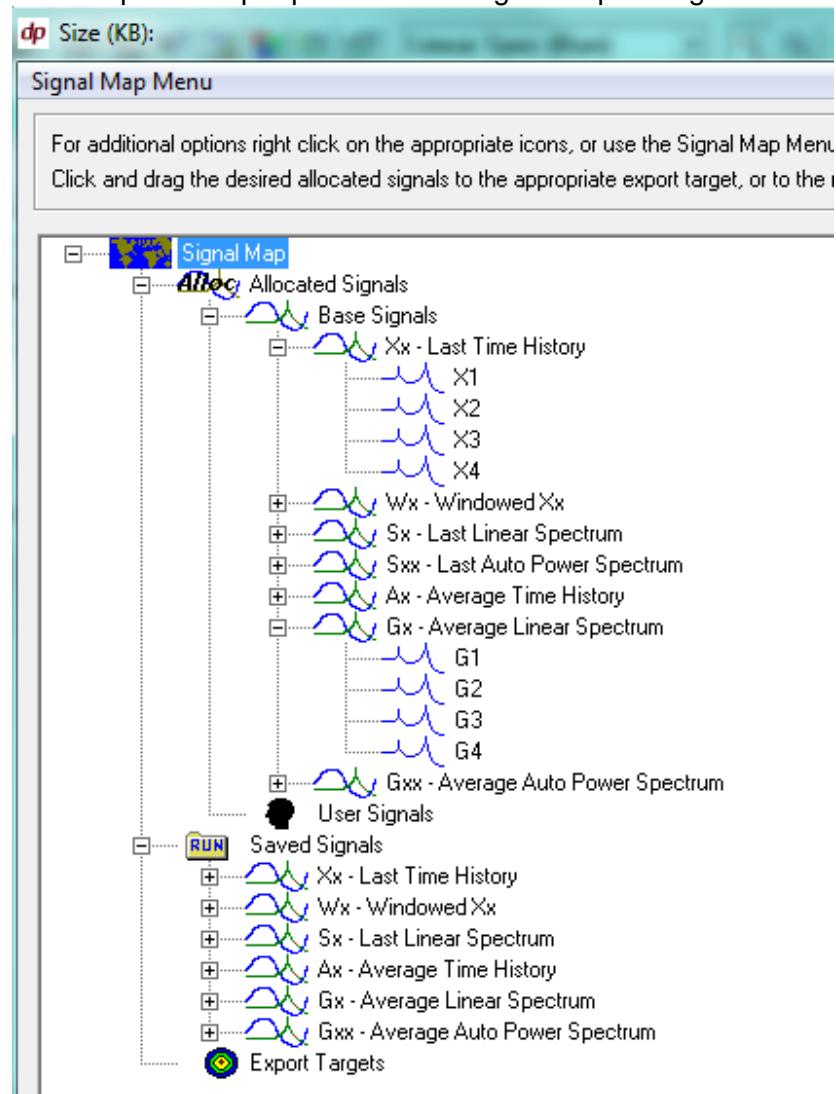 dp Size (KB):
Signal Map Menu
For additional options right click on the appropriate icons, or use the Signal Map Menu
Click and drag the desired allocated signals to the appropriate export target, or to the
Signal Map
Alloc Allocated Signals
Base Signals
Xx - Last Time History
X1
X2
X3
X4
Wx - Windowed Xx
Sx - Last Linear Spectrum
Sxx - Last Auto Power Spectrum
Ax - Average Time History
Gx - Average Linear Spectrum
G1
G2
G3
G4
Gxx - Average Auto Power Spectrum
User Signals
RUN Saved Signals
Xx - Last Time History
Wx - Windowed Xx
Sx - Last Linear Spectrum
Ax - Average Time History
Gx - Average Linear Spectrum
Gxx - Average Auto Power Spectrum
Export Targets